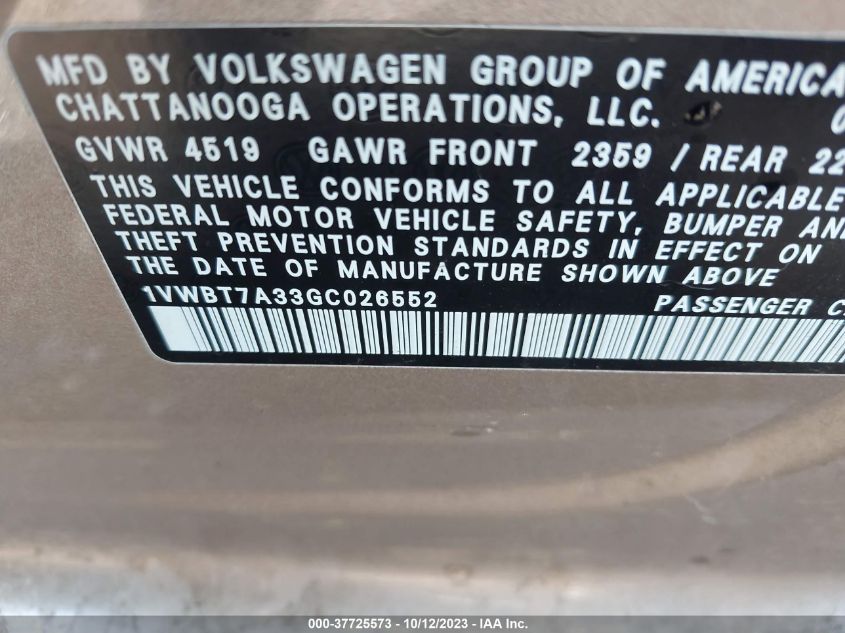 MFD BY VOLKSWAGEN GROUP OF AMERICA
CHATTANOOGA OPERATIONS, LLC. 0
GVWR 4519 GAWR FRONT 2359 / REAR 22
THIS VEHICLE CONFORMS TO ALL APPLICABLE
FEDERAL MOTOR VEHICLE SAFETY, BUMPER AND
THEFT PREVENTION STANDARDS IN EFFECT ON
THE DATE OF MANUFACTURE SHOWN ABOVE
1VWBT7A33GC026552 PASSENGER C
000-37725573 - 10/12/2023 - IAA Inc.